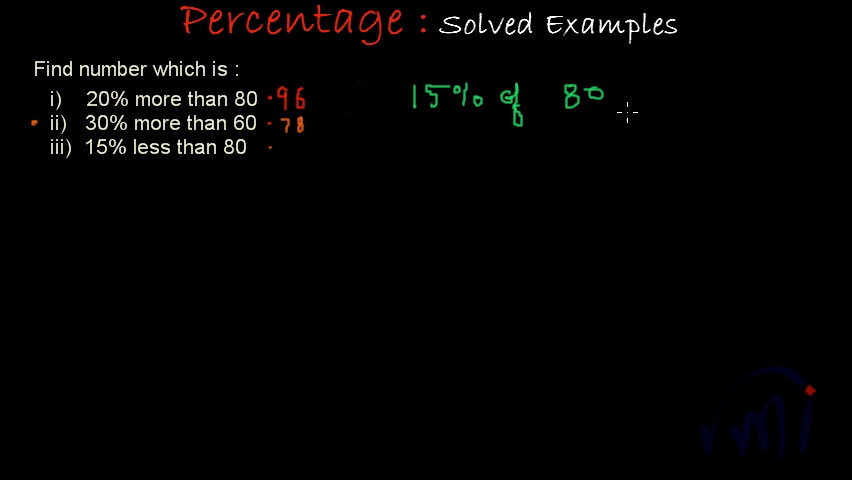 Percentage : Solved Examples
Find number which is :
i) 20% more than 80 · 96
ii) 30% more than 60 · 78
iii) 15% less than 80 ·
15% of 80